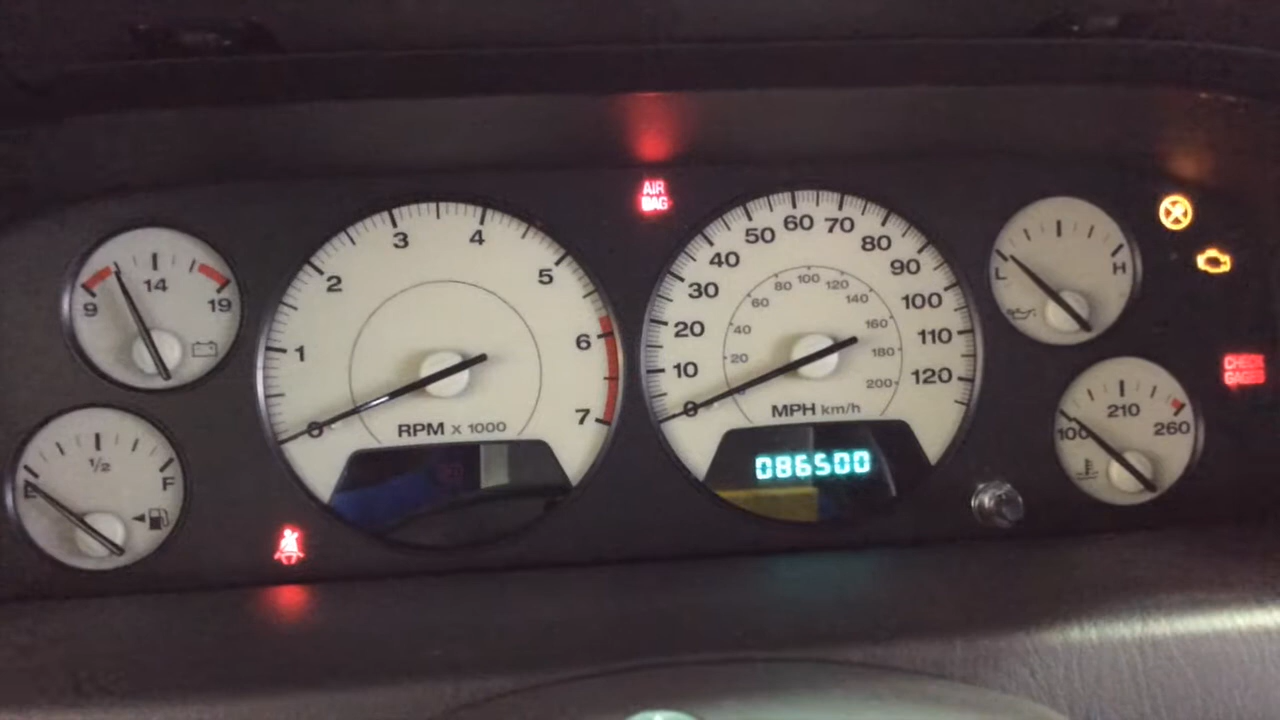 AIR
BAG
9 14 19
E 1/2 F
0 1 2 3 4 5 6 7
RPM x 1000
0 10 20 30 40 50 60 70 80 90 100 110 120
20 40 60 80 100 120 140 160 180 200
MPH km/h
086500
L H
CHECK
GAGES
100 210 260